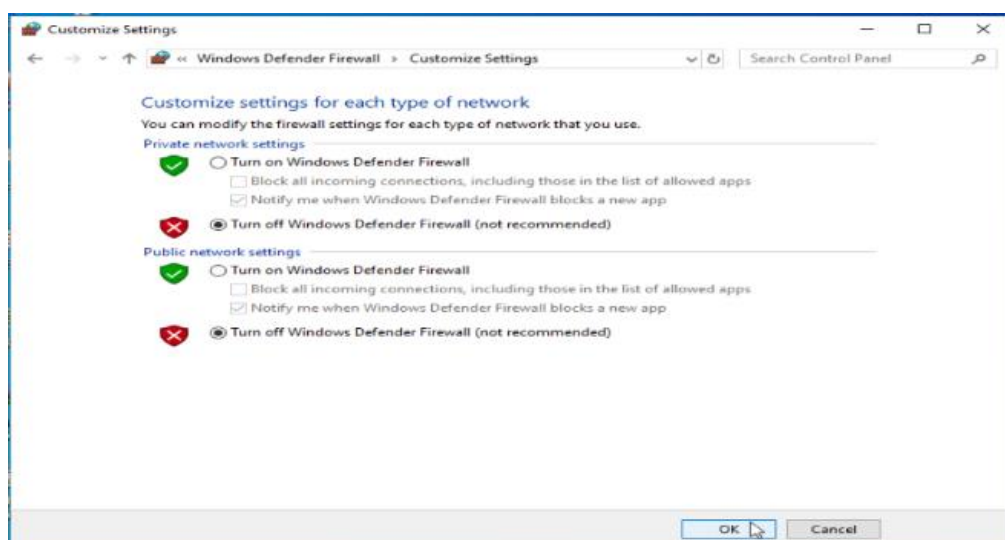 Customize Settings
« Windows Defender Firewall › Customize Settings
Search Control Panel
Customize settings for each type of network
You can modify the firewall settings for each type of network that you use.
Private network settings
Turn on Windows Defender Firewall
Block all incoming connections, including those in the list of allowed apps
Notify me when Windows Defender Firewall blocks a new app
Turn off Windows Defender Firewall (not recommended)
Public network settings
Turn on Windows Defender Firewall
Block all incoming connections, including those in the list of allowed apps
Notify me when Windows Defender Firewall blocks a new app
Turn off Windows Defender Firewall (not recommended)
OK
Cancel